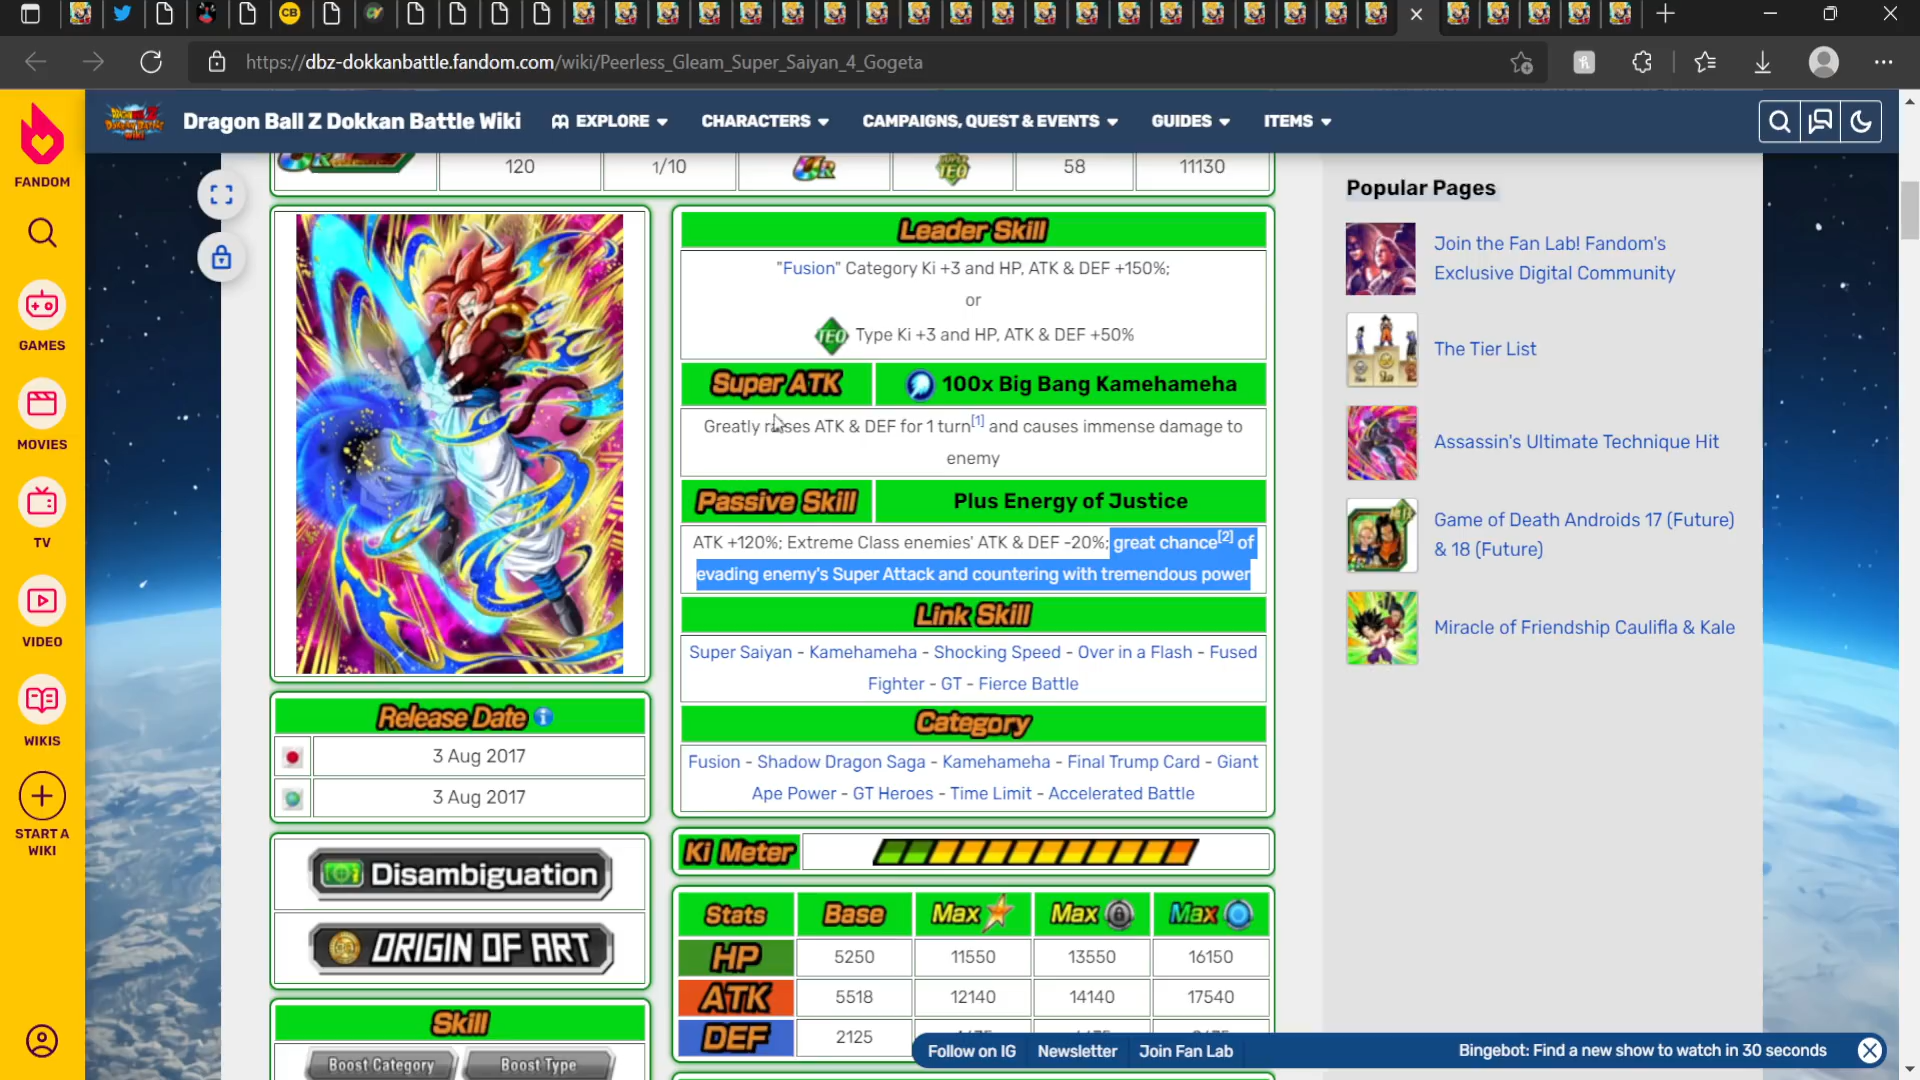 https://dbz-dokkanbattle.fandom.com/wiki/Peerless_Gleam_Super_Saiyan_4_Gogeta
Dragon Ball Z Dokkan Battle Wiki
EXPLORE
CHARACTERS
CAMPAIGNS, QUEST & EVENTS
GUIDES
ITEMS
FANDOM
GAMES
MOVIES
TV
VIDEO
WIKIS
START A
WIKI
UR
120
1/10
UR
SUPER TEQ
58
11130
Leader Skill
"Fusion" Category Ki +3 and HP, ATK & DEF +150%;
or
TEQ Type Ki +3 and HP, ATK & DEF +50%
Super ATK
100x Big Bang Kamehameha
Greatly raises ATK & DEF for 1 turn[1] and causes immense damage to
enemy
Passive Skill
Plus Energy of Justice
ATK +120%; Extreme Class enemies' ATK & DEF -20%; great chance[2] of
evading enemy's Super Attack and countering with tremendous power
Link Skill
Super Saiyan - Kamehameha - Shocking Speed - Over in a Flash - Fused
Fighter - GT - Fierce Battle
Category
Fusion - Shadow Dragon Saga - Kamehameha - Final Trump Card - Giant
Ape Power - GT Heroes - Time Limit - Accelerated Battle
Release Date
3 Aug 2017
3 Aug 2017
Disambiguation
ORIGIN OF ART
Skill
Boost Category
Boost Type
Ki Meter
Stats
Base
Max
Max
Max
HP
5250
11550
13550
16150
ATK
5518
12140
14140
17540
DEF
2125
Popular Pages
Join the Fan Lab! Fandom's
Exclusive Digital Community
The Tier List
Assassin's Ultimate Technique Hit
Game of Death Androids 17 (Future)
& 18 (Future)
Miracle of Friendship Caulifla & Kale
Follow on IG
Newsletter
Join Fan Lab
Bingebot: Find a new show to watch in 30 seconds